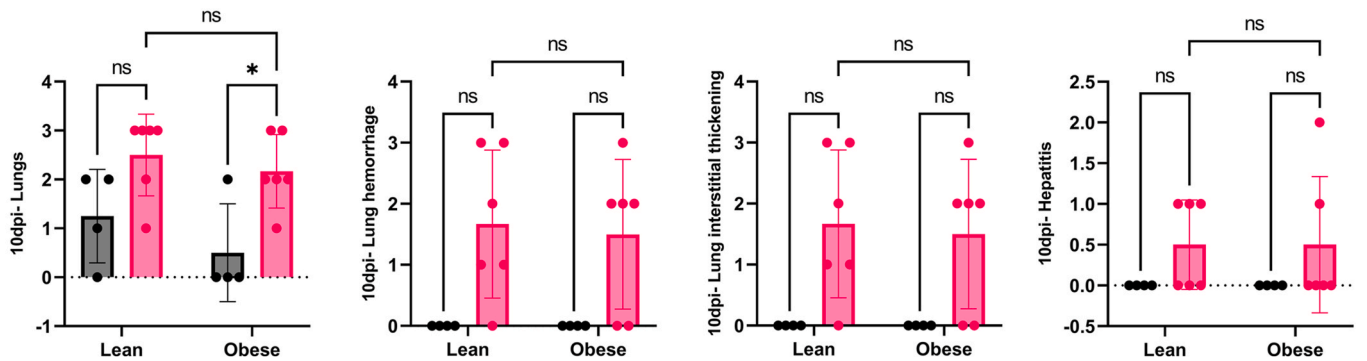 10dpi- Lungs
4
3
2
1
0
-1
ns
ns
*
Lean
Obese
10dpi- Lung hemorrhage
4
3
2
1
0
ns
ns
ns
Lean
Obese
10dpi- Lung interstitial thickening
4
3
2
1
0
ns
ns
ns
Lean
Obese
10dpi- Hepatitis
2.5
2.0
1.5
1.0
0.5
0.0
-0.5
ns
ns
ns
Lean
Obese